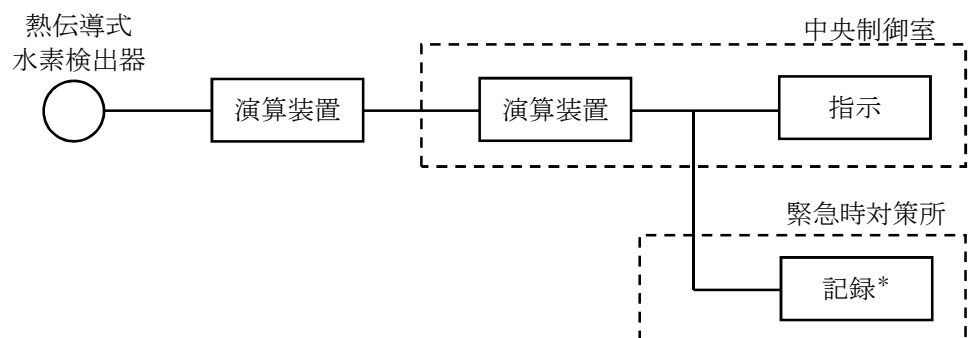 熱伝導式
水素検出器
中央制御室
演算装置
演算装置
指示
緊急時対策所
記録*